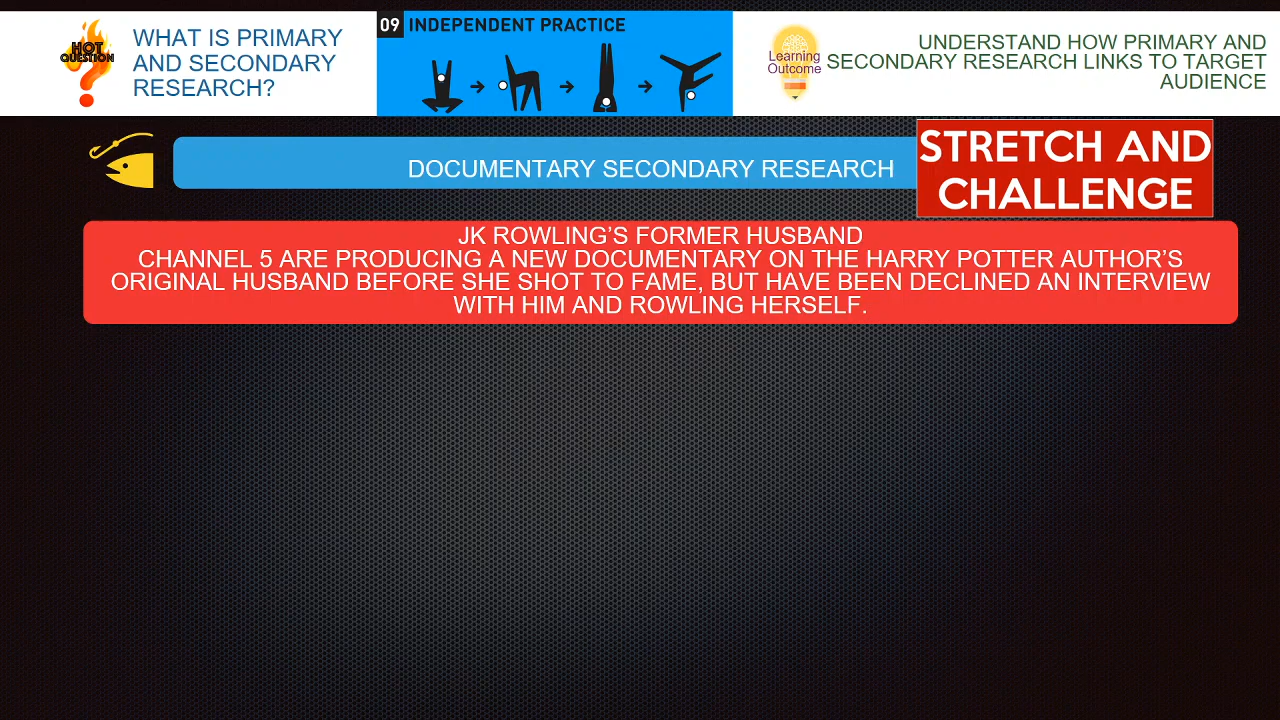 HOT
QUESTION
WHAT IS PRIMARY
AND SECONDARY
RESEARCH?
09 INDEPENDENT PRACTICE
Learning
Outcome
UNDERSTAND HOW PRIMARY AND
SECONDARY RESEARCH LINKS TO TARGET
AUDIENCE
DOCUMENTARY SECONDARY RESEARCH
STRETCH AND
CHALLENGE
JK ROWLING’S FORMER HUSBAND
CHANNEL 5 ARE PRODUCING A NEW DOCUMENTARY ON THE HARRY POTTER AUTHOR’S
ORIGINAL HUSBAND BEFORE SHE SHOT TO FAME, BUT HAVE BEEN DECLINED AN INTERVIEW
WITH HIM AND ROWLING HERSELF.